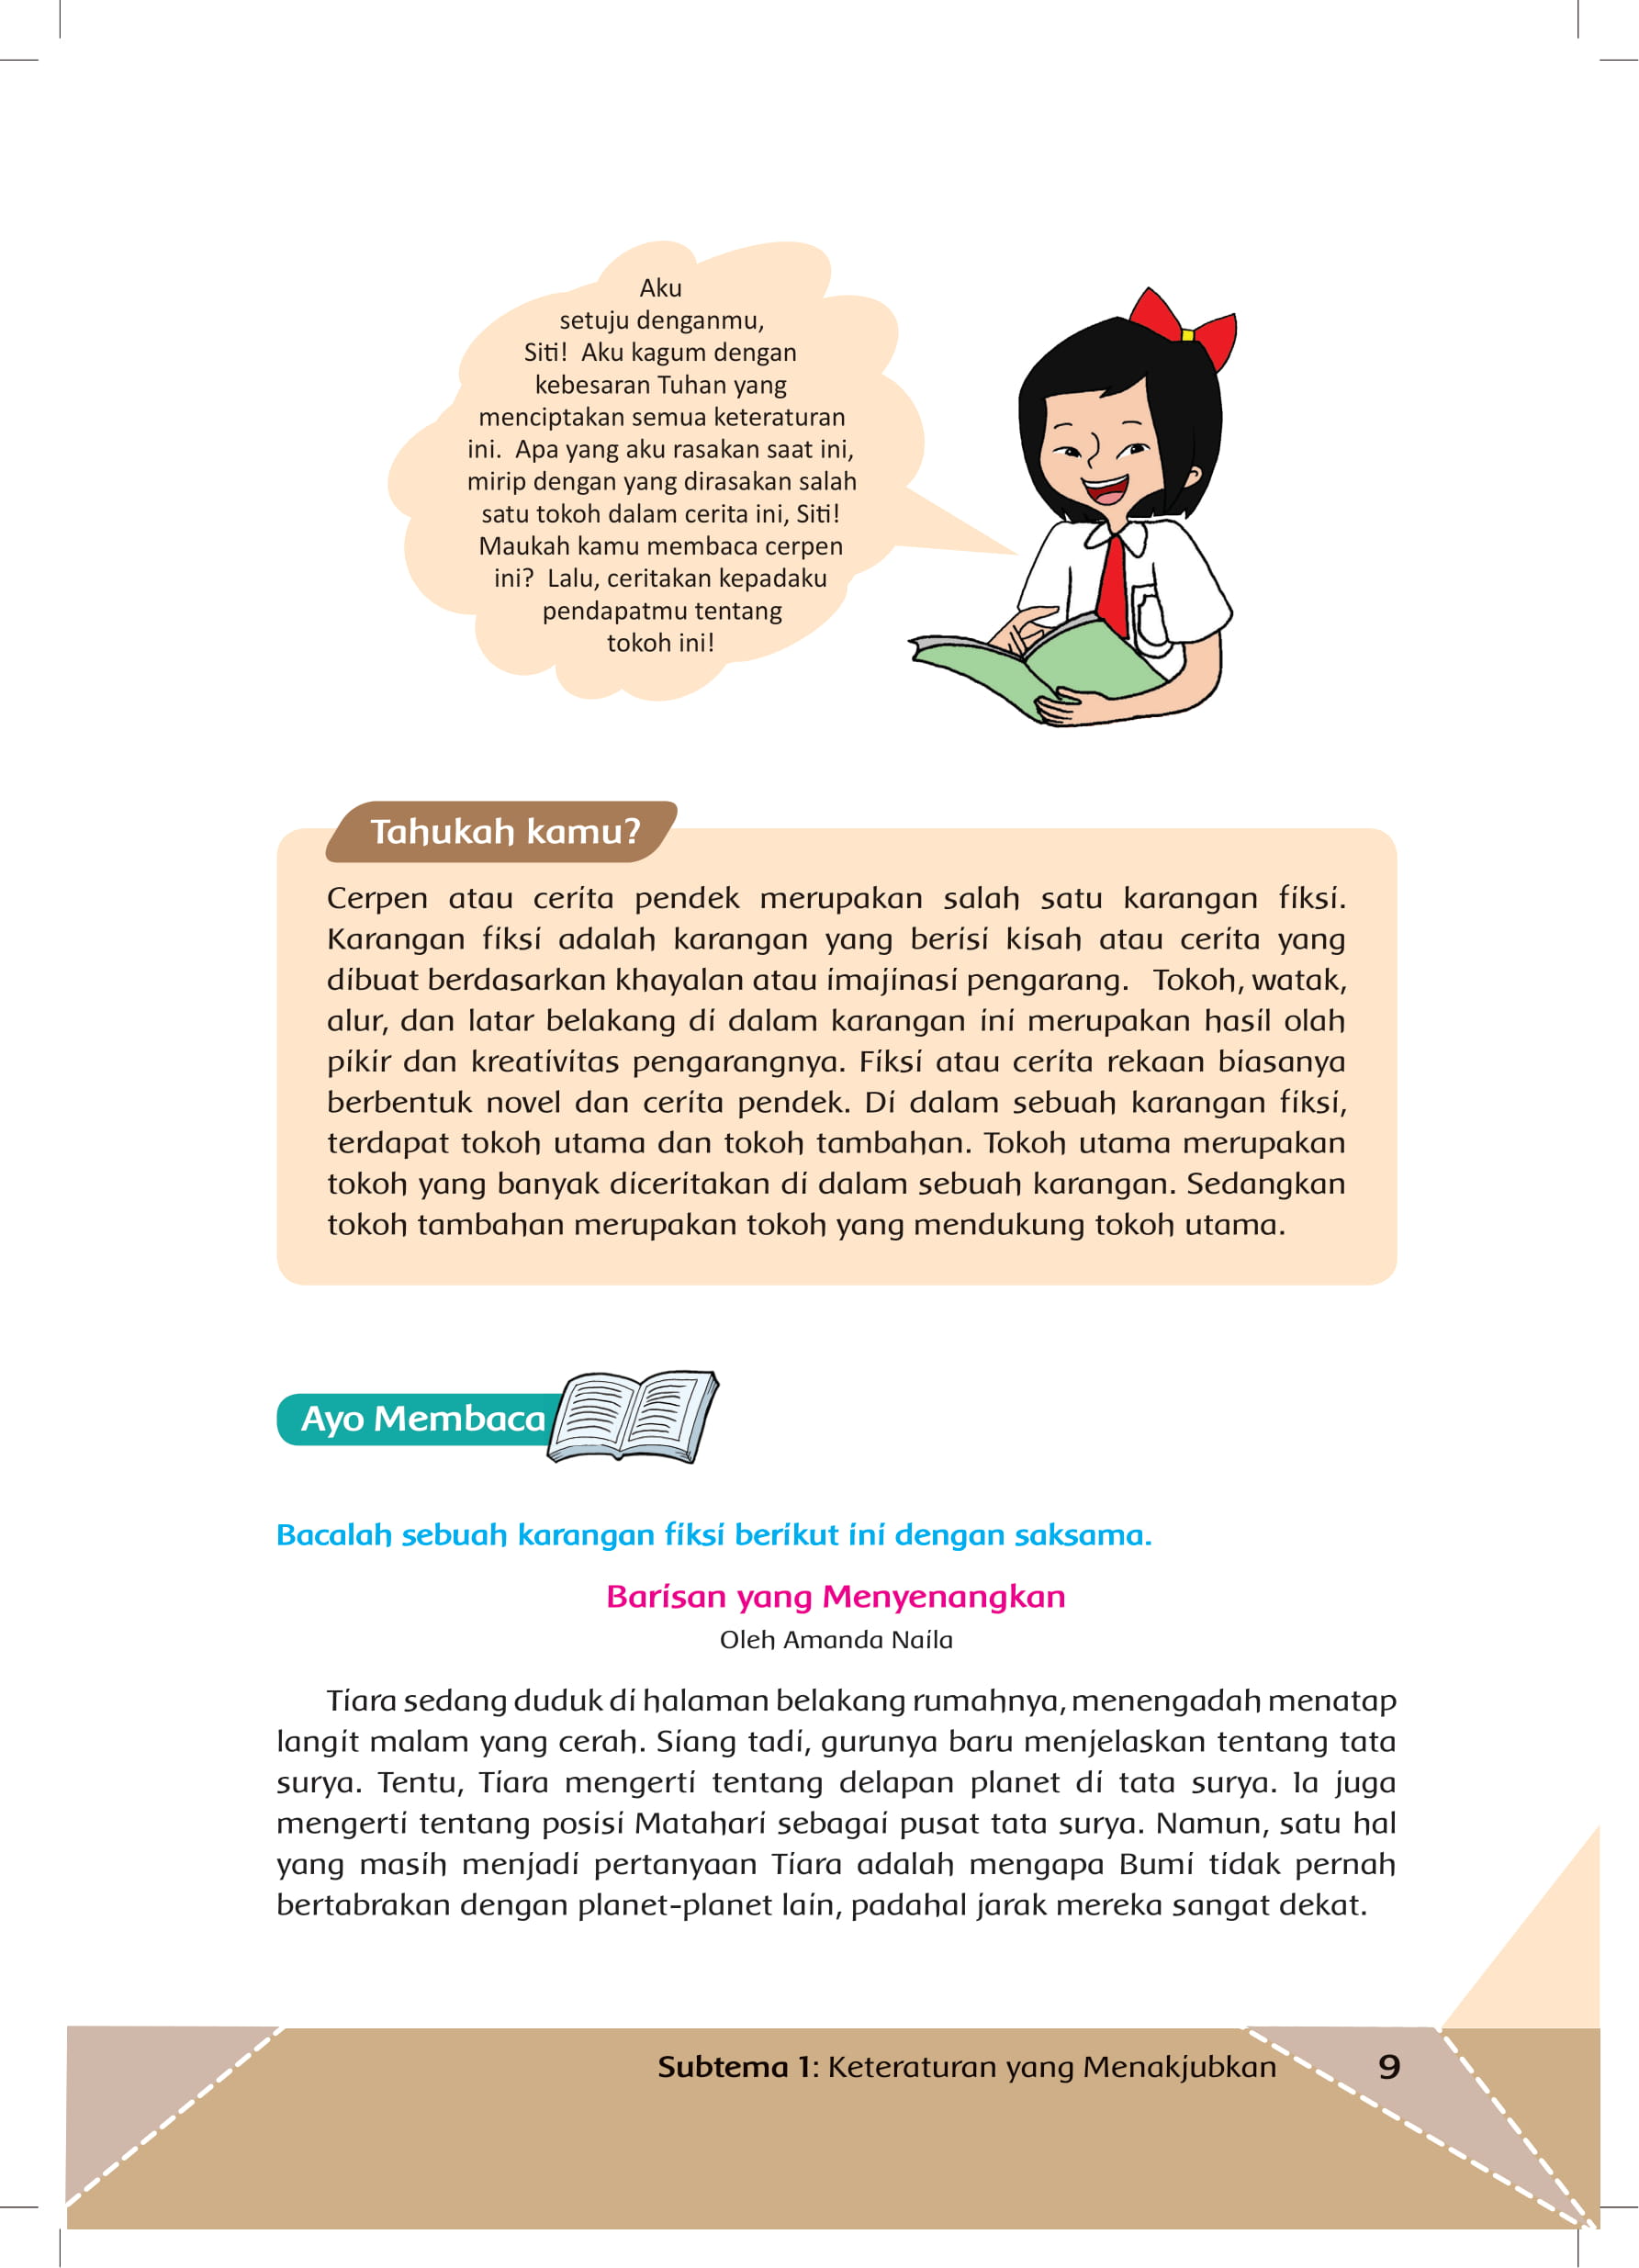 Aku
setuju denganmu,
Siti! Aku kagum dengan
kebesaran Tuhan yang
menciptakan semua keteraturan
ini. Apa yang aku rasakan saat ini,
mirip dengan yang dirasakan salah
satu tokoh dalam cerita ini, Siti!
Maukah kamu membaca cerpen
ini? Lalu, ceritakan kepadaku
pendapatmu tentang
tokoh ini!
Tahukah kamu?
Cerpen atau cerita pendek merupakan salah satu karangan fiksi.
Karangan fiksi adalah karangan yang berisi kisah atau cerita yang
dibuat berdasarkan khayalan atau imajinasi pengarang. Tokoh, watak,
alur, dan latar belakang di dalam karangan ini merupakan hasil olah
pikir dan kreativitas pengarangnya. Fiksi atau cerita rekaan biasanya
berbentuk novel dan cerita pendek. Di dalam sebuah karangan fiksi,
terdapat tokoh utama dan tokoh tambahan. Tokoh utama merupakan
tokoh yang banyak diceritakan di dalam sebuah karangan. Sedangkan
tokoh tambahan merupakan tokoh yang mendukung tokoh utama.
Ayo Membaca
Bacalah sebuah karangan fiksi berikut ini dengan saksama.
Barisan yang Menyenangkan
Oleh Amanda Naila
Tiara sedang duduk di halaman belakang rumahnya, menengadah menatap
langit malam yang cerah. Siang tadi, gurunya baru menjelaskan tentang tata
surya. Tentu, Tiara mengerti tentang delapan planet di tata surya. Ia juga
mengerti tentang posisi Matahari sebagai pusat tata surya. Namun, satu hal
yang masih menjadi pertanyaan Tiara adalah mengapa Bumi tidak pernah
bertabrakan dengan planet-planet lain, padahal jarak mereka sangat dekat.
Subtema 1: Keteraturan yang Menakjubkan 9